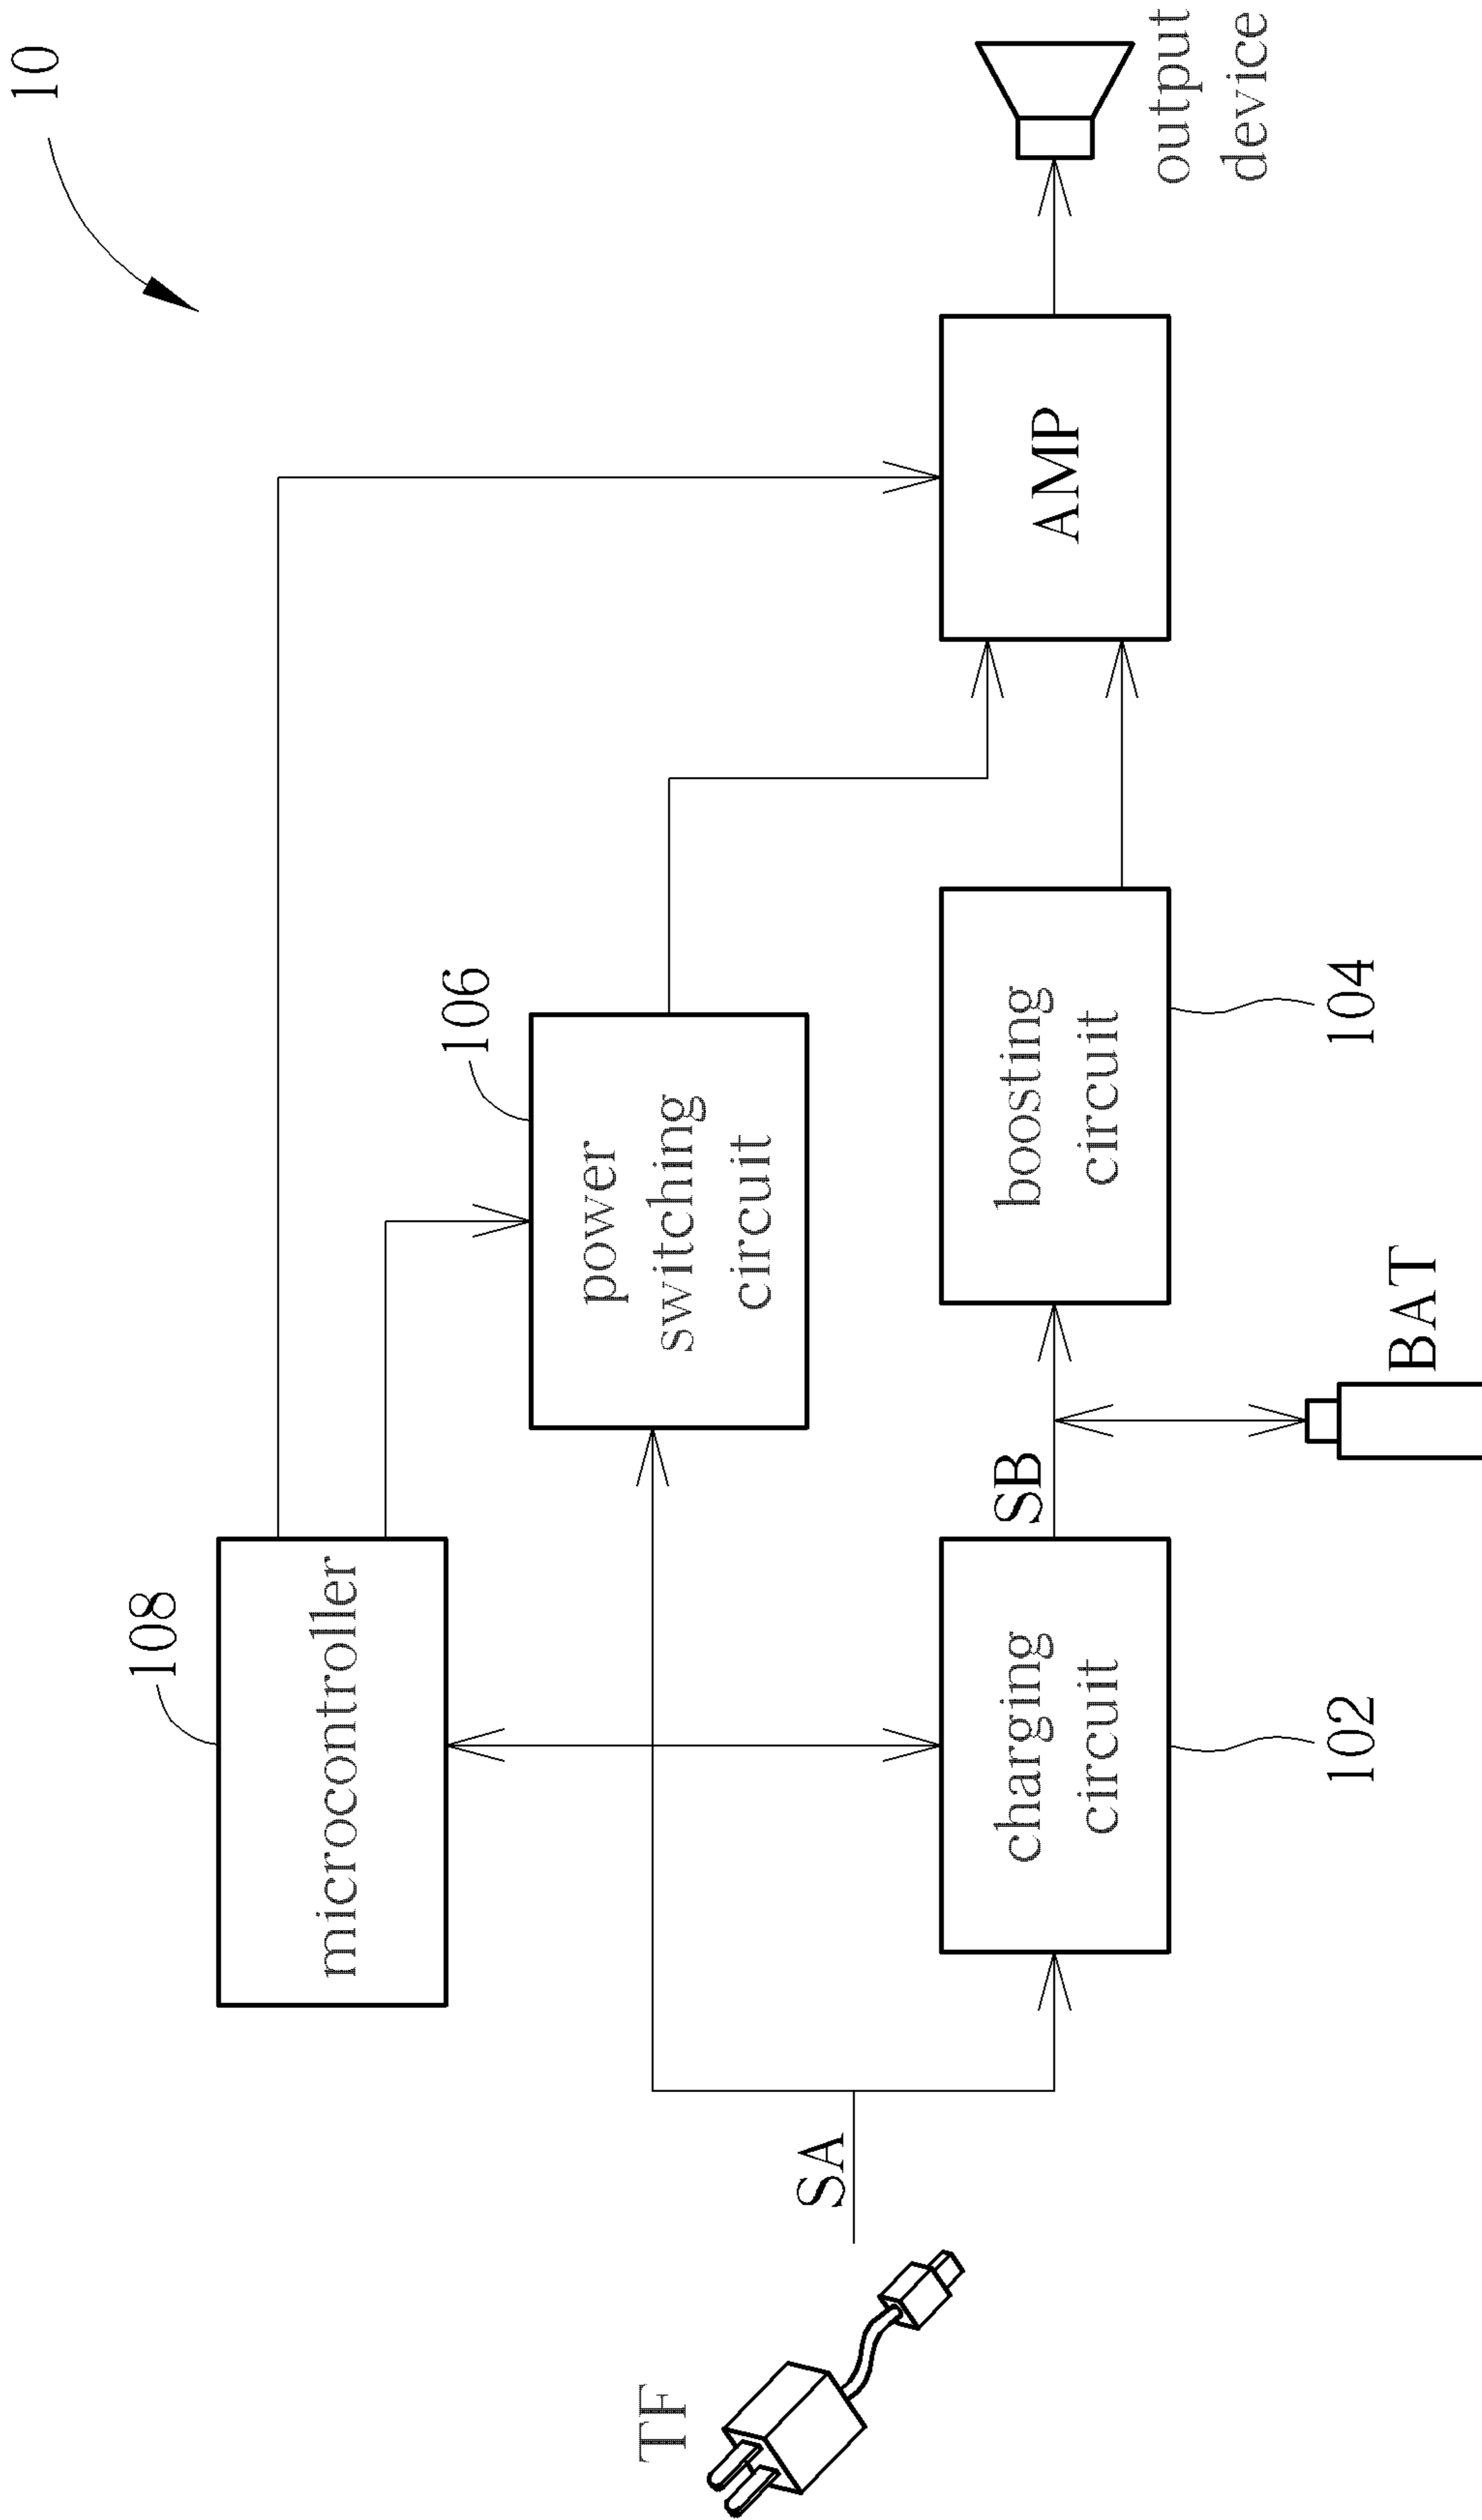 10
108
microcontroller
106
power
switching
circuit
TF
SA
charging
circuit
102
SB
BAT
boosting
circuit
104
AMP
output
device